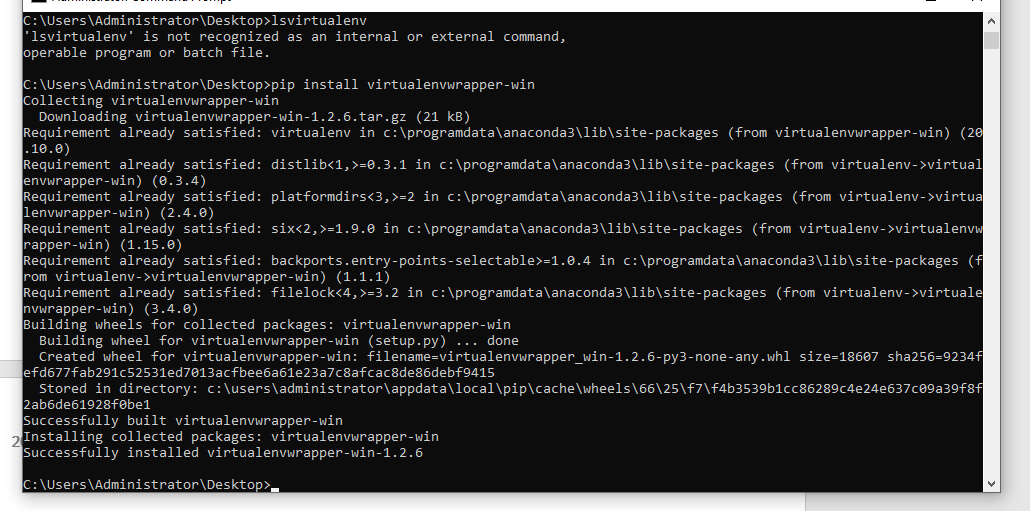 C:\Users\Administrator\Desktop>lsvirtualenv
'lsvirtualenv' is not recognized as an internal or external command,
operable program or batch file.
C:\Users\Administrator\Desktop>pip install virtualenvwrapper-win
Collecting virtualenvwrapper-win
  Downloading virtualenvwrapper-win-1.2.6.tar.gz (21 kB)
Requirement already satisfied: virtualenv in c:\programdata\anaconda3\lib\site-packages (from virtualenvwrapper-win) (20
.10.0)
Requirement already satisfied: distlib<1,>=0.3.1 in c:\programdata\anaconda3\lib\site-packages (from virtualenv->virtual
envwrapper-win) (0.3.4)
Requirement already satisfied: platformdirs<3,>=2 in c:\programdata\anaconda3\lib\site-packages (from virtualenv->virtua
lenvwrapper-win) (2.4.0)
Requirement already satisfied: six<2,>=1.9.0 in c:\programdata\anaconda3\lib\site-packages (from virtualenv->virtualenvw
rapper-win) (1.15.0)
Requirement already satisfied: backports.entry-points-selectable>=1.0.4 in c:\programdata\anaconda3\lib\site-packages (f
rom virtualenv->virtualenvwrapper-win) (1.1.1)
Requirement already satisfied: filelock<4,>=3.2 in c:\programdata\anaconda3\lib\site-packages (from virtualenv->virtuale
nvwrapper-win) (3.4.0)
Building wheels for collected packages: virtualenvwrapper-win
  Building wheel for virtualenvwrapper-win (setup.py) ... done
  Created wheel for virtualenvwrapper-win: filename=virtualenvwrapper_win-1.2.6-py3-none-any.whl size=18607 sha256=9234f
efd677fab291c52531ed7013acfbee6a61e23a7c8afcac8de86debf9415
  Stored in directory: c:\users\administrator\appdata\local\pip\cache\wheels\66\25\f7\f4b3539b1cc86289c4e24e637c09a39f8f
2ab6de61928f0be1
Successfully built virtualenvwrapper-win
Installing collected packages: virtualenvwrapper-win
Successfully installed virtualenvwrapper-win-1.2.6
C:\Users\Administrator\Desktop>